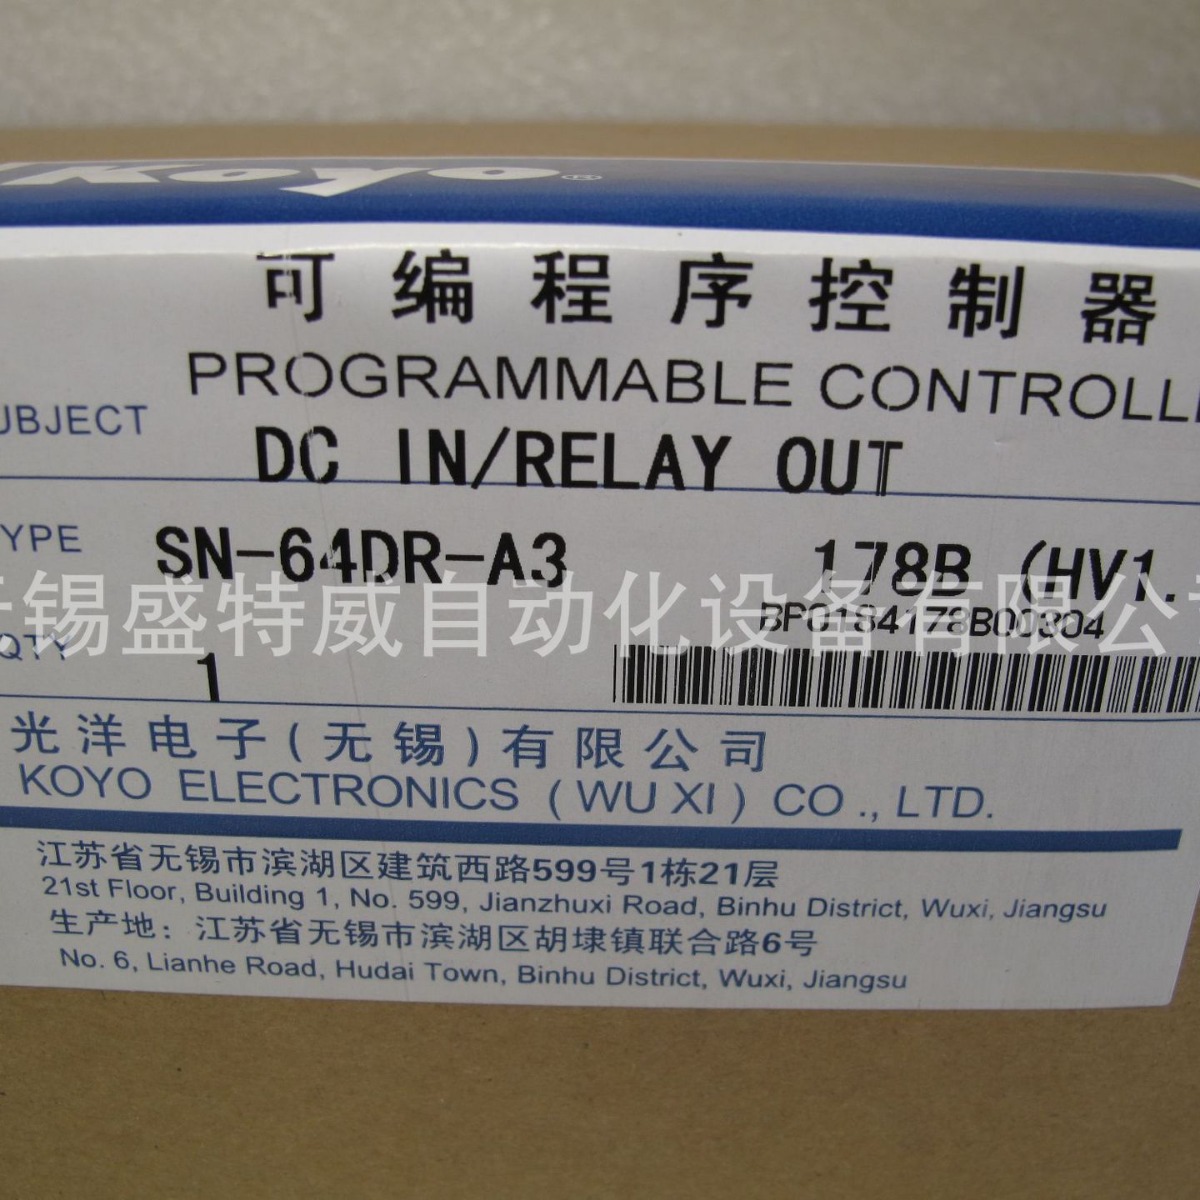 Koyo®
可编程序控制器
PROGRAMMABLE CONTROLLE
UBJECT
DC IN/RELAY OUT
YPE
SN-64DR-A3
178B (HV1.
无锡盛特威自动化设备有限公司
BP0184178B00304
QTY
1
光洋电子(无锡)有限公司
KOYO ELECTRONICS (WUXI) CO., LTD.
江苏省无锡市滨湖区建筑西路599号1栋21层
21st Floor, Building 1, No. 599, Jianzhuxi Road, Binhu District, Wuxi, Jiangsu
生产地：江苏省无锡市滨湖区胡埭镇联合路6号
No. 6, Lianhe Road, Hudai Town, Binhu District, Wuxi, Jiangsu